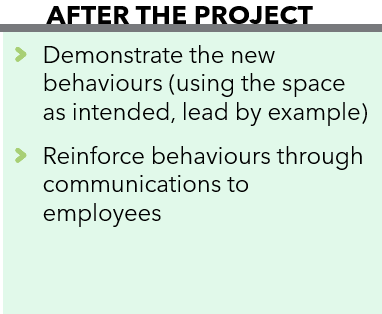 AFTER THE PROJECT
Demonstrate the new
behaviours (using the space
as intended, lead by example)
Reinforce behaviours through
communications to
employees